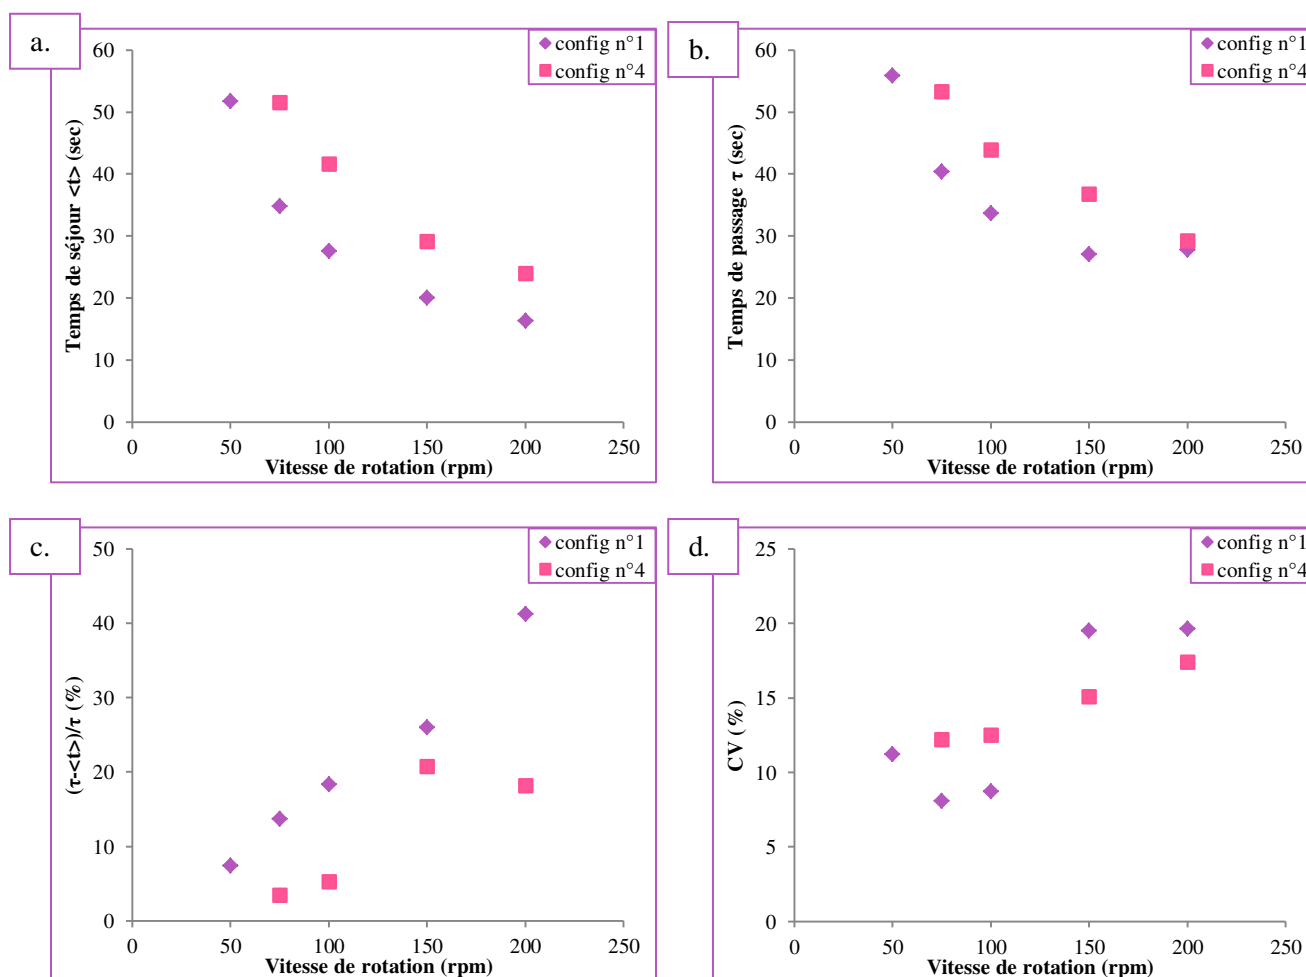 a.
config n°1
config n°4
60
50
40
30
20
10
0
0 50 100 150 200 250
Temps de séjour <t> (sec)
Vitesse de rotation (rpm)
b.
config n°1
config n°4
60
50
40
30
20
10
0
0 50 100 150 200 250
Temps de passage τ (sec)
Vitesse de rotation (rpm)
c.
config n°1
config n°4
50
40
30
20
10
0
0 50 100 150 200 250
(τ-<t>)/τ (%)
Vitesse de rotation (rpm)
d.
config n°1
config n°4
25
20
15
10
5
0
0 50 100 150 200 250
CV (%)
Vitesse de rotation (rpm)